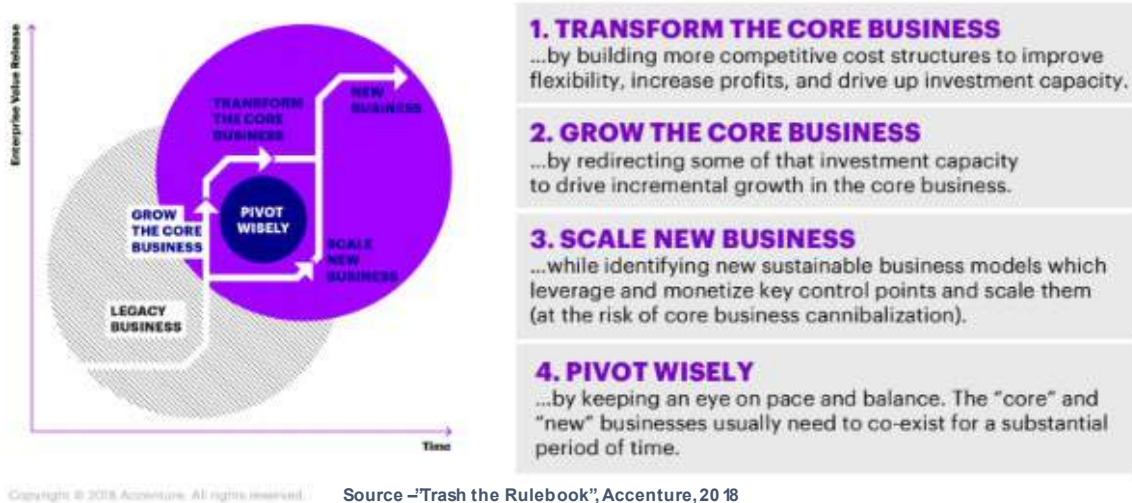 Enterprise Value Release
NEW
BUSINESS
TRANSFORM
THE CORE
BUSINESS
GROW
THE CORE
BUSINESS
PIVOT
WISELY
SCALE
NEW
BUSINESS
LEGACY
BUSINESS
Time
1. TRANSFORM THE CORE BUSINESS
...by building more competitive cost structures to improve
flexibility, increase profits, and drive up investment capacity.
2. GROW THE CORE BUSINESS
...by redirecting some of that investment capacity
to drive incremental growth in the core business.
3. SCALE NEW BUSINESS
...while identifying new sustainable business models which
leverage and monetize key control points and scale them
(at the risk of core business cannibalization).
4. PIVOT WISELY
...by keeping an eye on pace and balance. The “core” and
“new” businesses usually need to co-exist for a substantial
period of time.
Copyright © 2018 Accenture. All rights reserved.
Source –”Trash the Rulebook”, Accenture, 2018